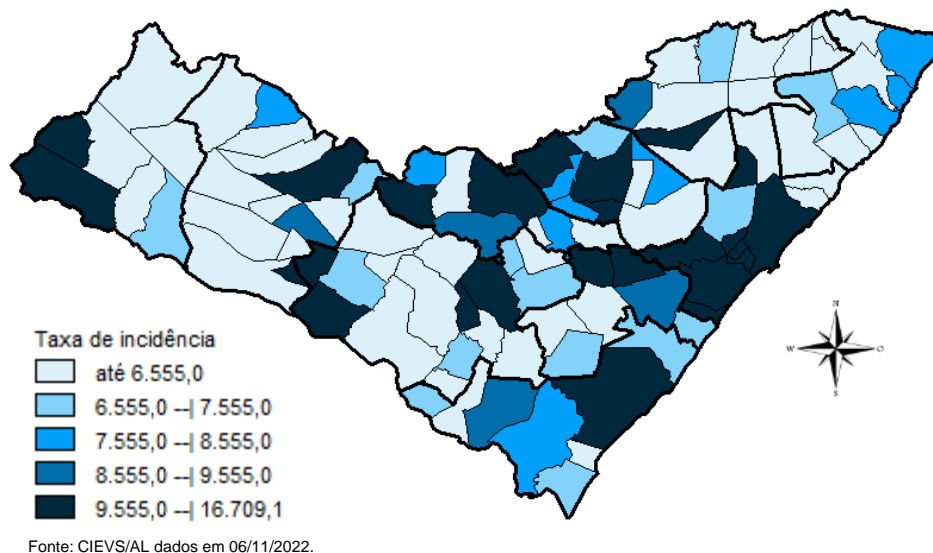 Taxa de incidência
até 6.555,0
6.555,0 --| 7.555,0
7.555,0 --| 8.555,0
8.555,0 --| 9.555,0
9.555,0 --| 16.709,1
N
W
O
S
Fonte: CIEVS/AL dados em 06/11/2022.